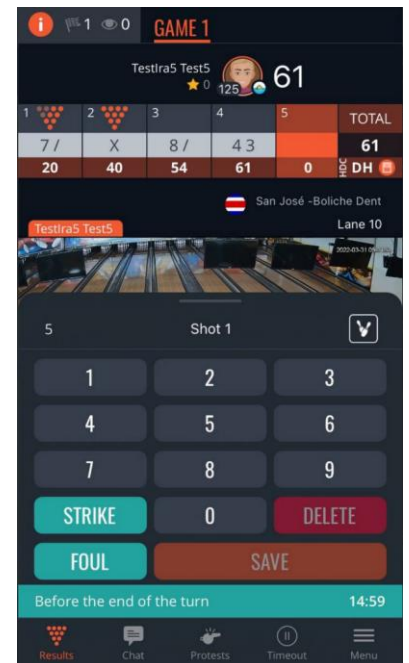 i 1 0 GAME 1
TestIra5 Test5
0 125 61
1 2 3 4 5 TOTAL
7 / X 8 / 4 3 61
20 40 54 61 0 HDC DH
San José -Boliche Dent
TestIra5 Test5 Lane 10
5 Shot 1
1 2 3
4 5 6
7 8 9
STRIKE 0 DELETE
FOUL SAVE
Before the end of the turn 14:59
Results Chat Protests Timeout Menu